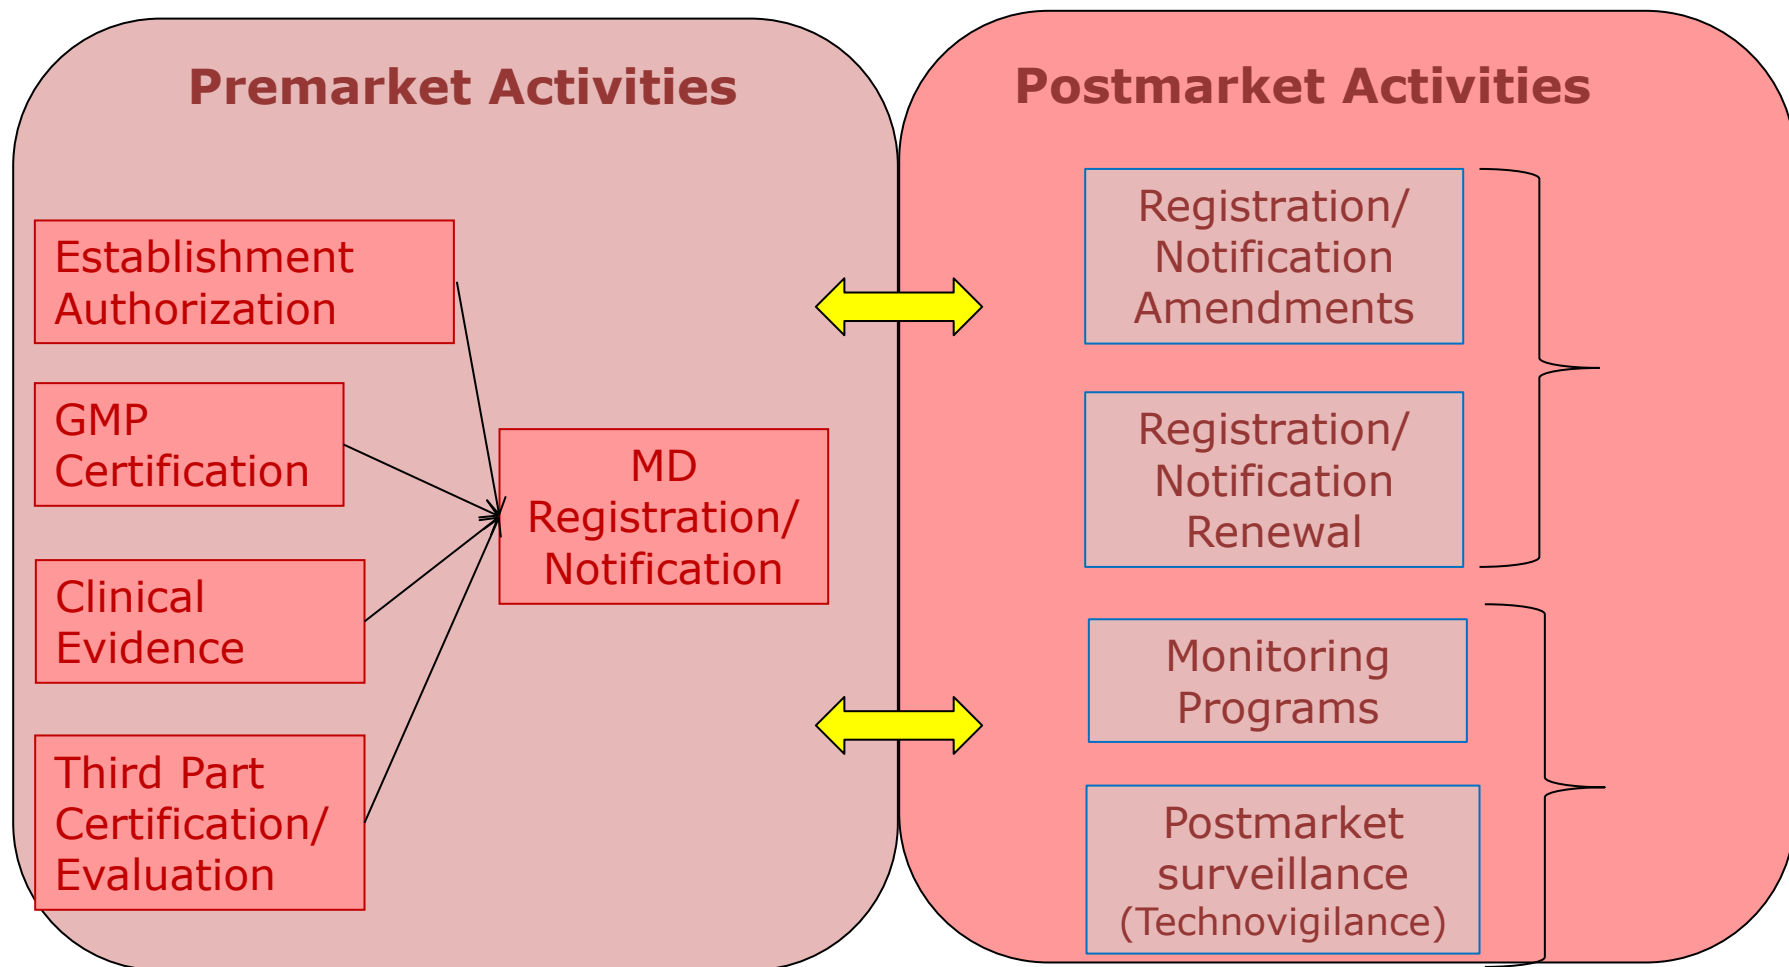 Premarket Activities
Establishment
Authorization
GMP
Certification
Clinical
Evidence
Third Part
Certification/
Evaluation
MD
Registration/
Notification
Postmarket Activities
Registration/
Notification
Amendments
Registration/
Notification
Renewal
Monitoring
Programs
Postmarket
surveillance
(Technovigilance)